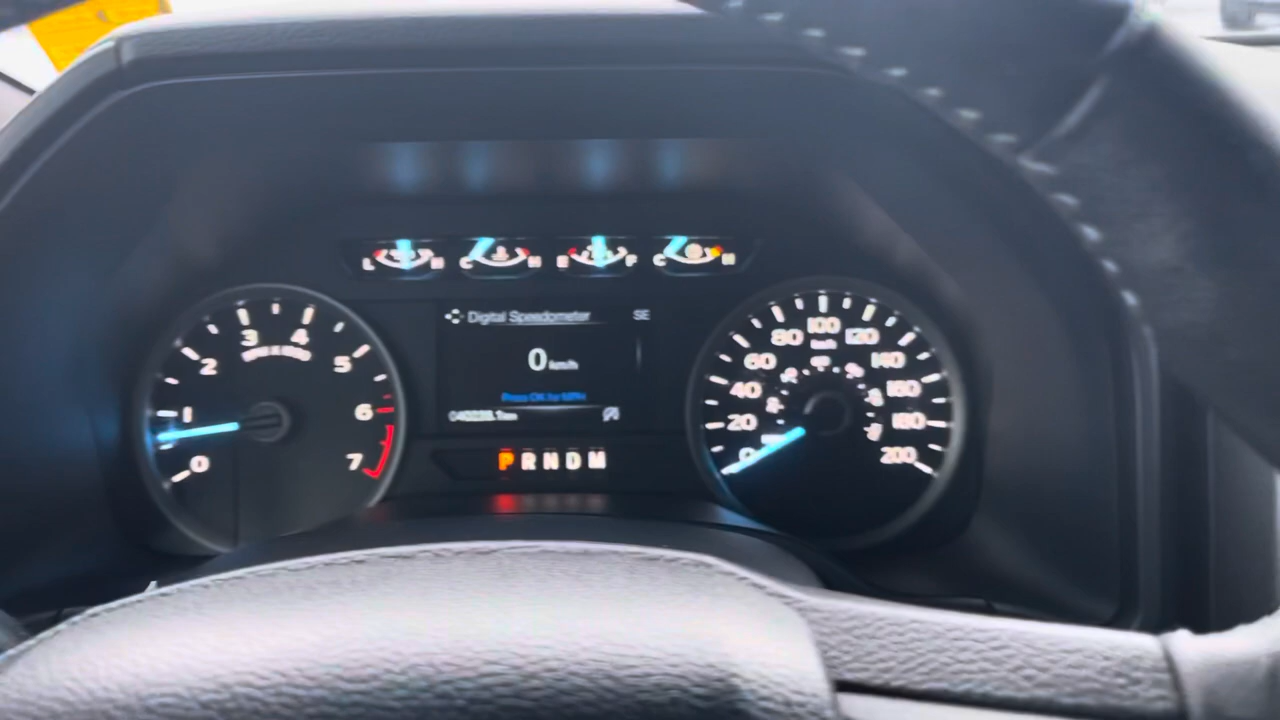 L H C H E F C H
Digital Speedometer SE
0 km/h
Press OK for MPH
P R N D M
0 1 2 3 4 5 6 7
0 20 40 60 80 100 120 140 160 180 200
km/h